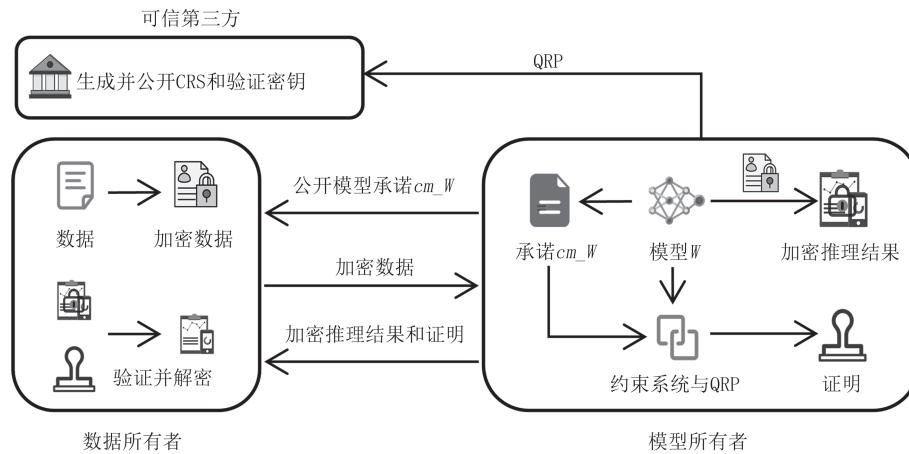 可信第三方
生成并公开CRS和验证密钥
QRP
公开模型承诺cm_W
数据
加密数据
承诺cm_W
模型W
加密推理结果
加密数据
加密推理结果和证明
验证并解密
约束系统与QRP
证明
数据所有者
模型所有者